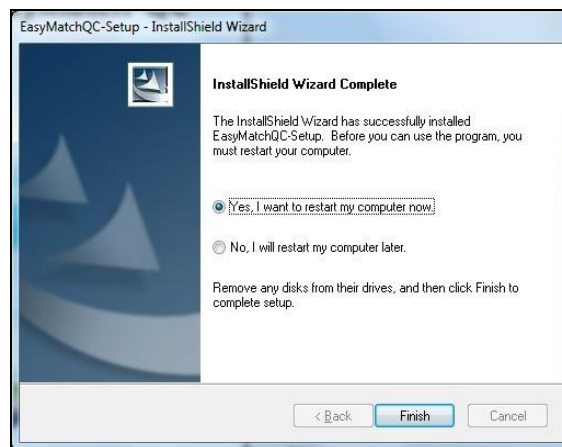 EasyMatchQC-Setup - InstallShield Wizard
InstallShield Wizard Complete
The InstallShield Wizard has successfully installed
EasyMatchQC-Setup. Before you can use the program, you
must restart your computer.
Yes, I want to restart my computer now.
No, I will restart my computer later.
Remove any disks from their drives, and then click Finish to
complete setup.
< Back
Finish
Cancel